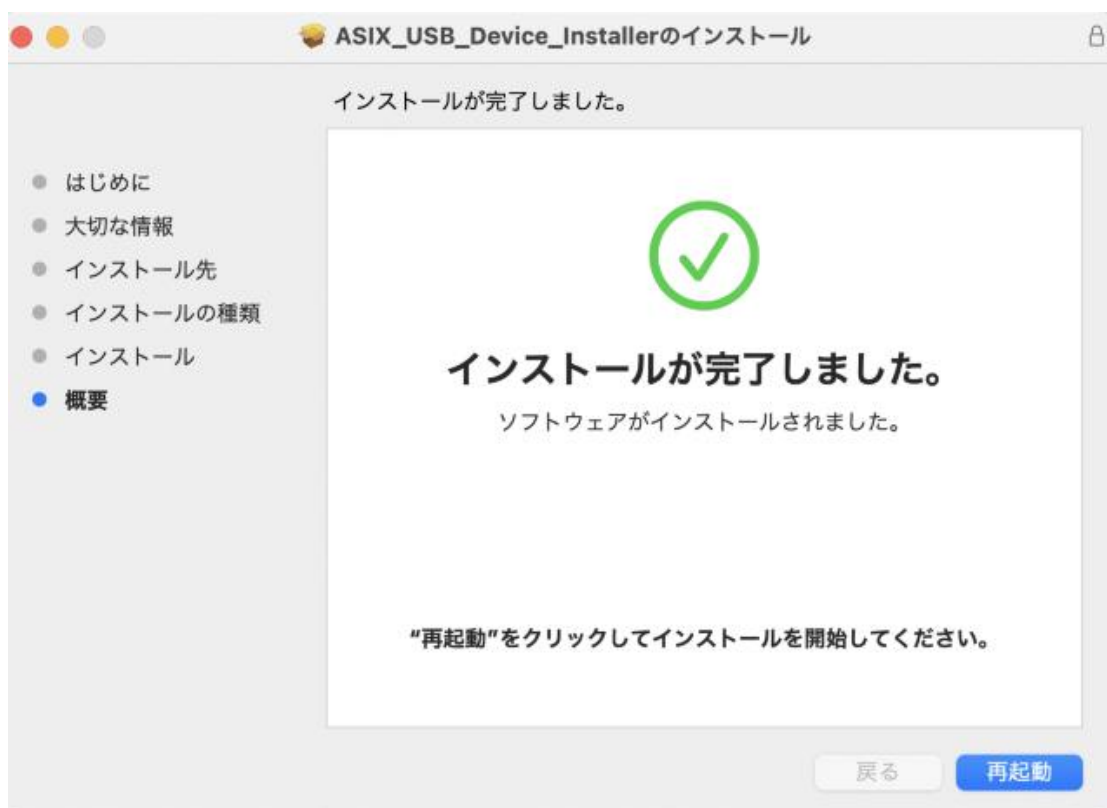 ASIX_USB_Device_Installerのインストール
インストールが完了しました。
はじめに
大切な情報
インストール先
インストールの種類
インストール
概要
インストールが完了しました。
ソフトウェアがインストールされました。
“再起動”をクリックしてインストールを開始してください。
戻る
再起動